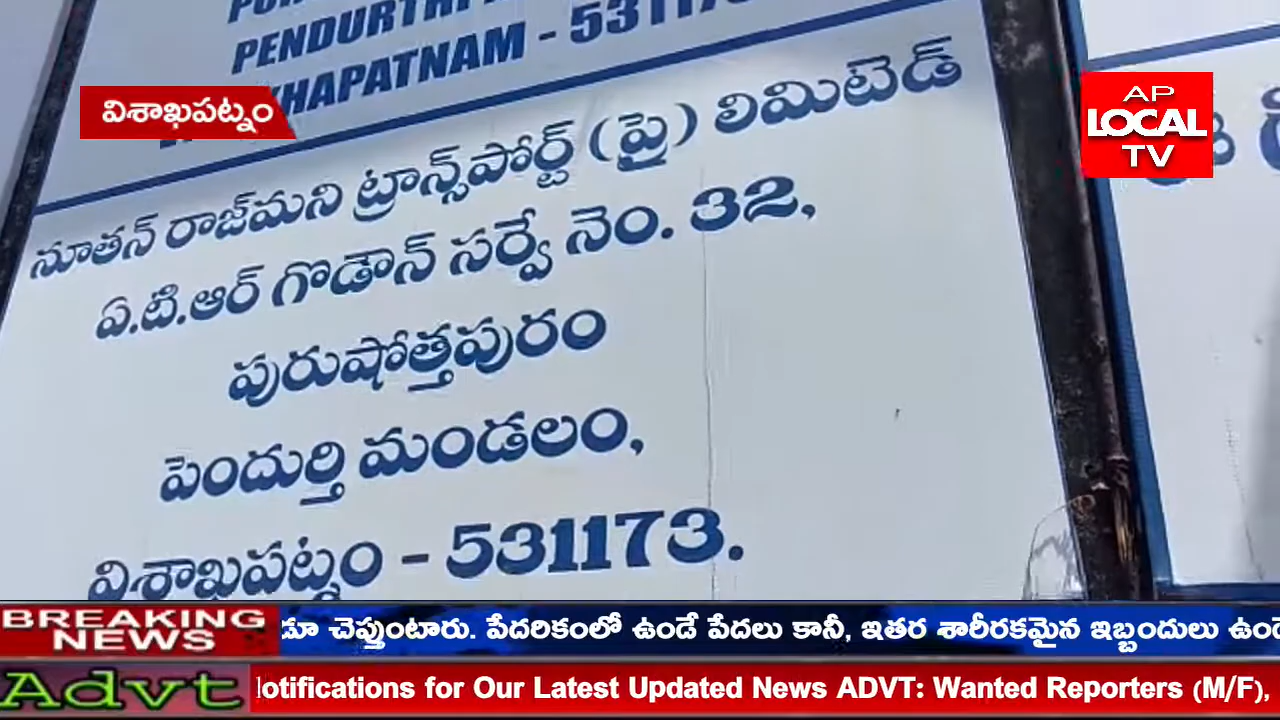 PENDURTHI
KHAPATNAM - 53117
విశాఖపట్నం
AP
LOCAL
TV
నూతన్ రాజ్‌మని ట్రాన్స్‌పోర్ట్ (ప్రై) లిమిటెడ్
ఏ.టి.ఆర్ గొడౌన్ సర్వే నెం. 32,
పురుషోత్తపురం
పెందుర్తి మండలం,
విశాఖపట్నం - 531173.
BREAKING
NEWS
చెప్తుంటారు. పేదరికంలో ఉండే పేదలు కానీ, ఇతర శారీరకమైన ఇబ్బందులు
Advt
otifications for Our Latest Updated News ADVT: Wanted Reporters (M/F),